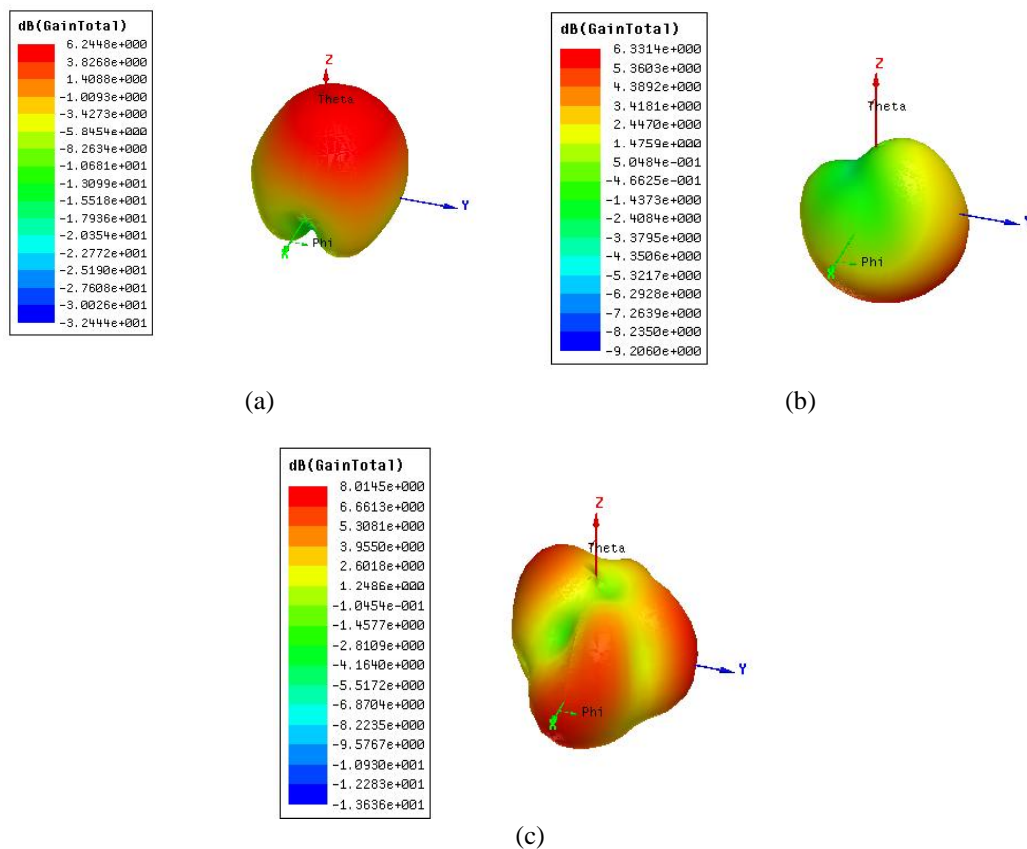 dB(GainTotal)
6.2448e+000
3.8268e+000
1.4088e+000
-1.0093e+000
-3.4273e+000
-5.8454e+000
-8.2634e+000
-1.0681e+001
-1.3099e+001
-1.5518e+001
-1.7936e+001
-2.0354e+001
-2.2772e+001
-2.5190e+001
-2.7608e+001
-3.0026e+001
-3.2444e+001
Z
Theta
Y
Phi
X
(a)
dB(GainTotal)
6.3314e+000
5.3603e+000
4.3892e+000
3.4181e+000
2.4470e+000
1.4759e+000
5.0484e-001
-4.6625e-001
-1.4373e+000
-2.4084e+000
-3.3795e+000
-4.3506e+000
-5.3217e+000
-6.2928e+000
-7.2639e+000
-8.2350e+000
-9.2060e+000
Z
Theta
Phi
X
(b)
dB(GainTotal)
8.0145e+000
6.6613e+000
5.3081e+000
3.9550e+000
2.6018e+000
1.2486e+000
-1.0454e-001
-1.4577e+000
-2.8109e+000
-4.1640e+000
-5.5172e+000
-6.8704e+000
-8.2235e+000
-9.5767e+000
-1.0930e+001
-1.2283e+001
-1.3636e+001
Z
Theta
Y
Phi
X
(c)